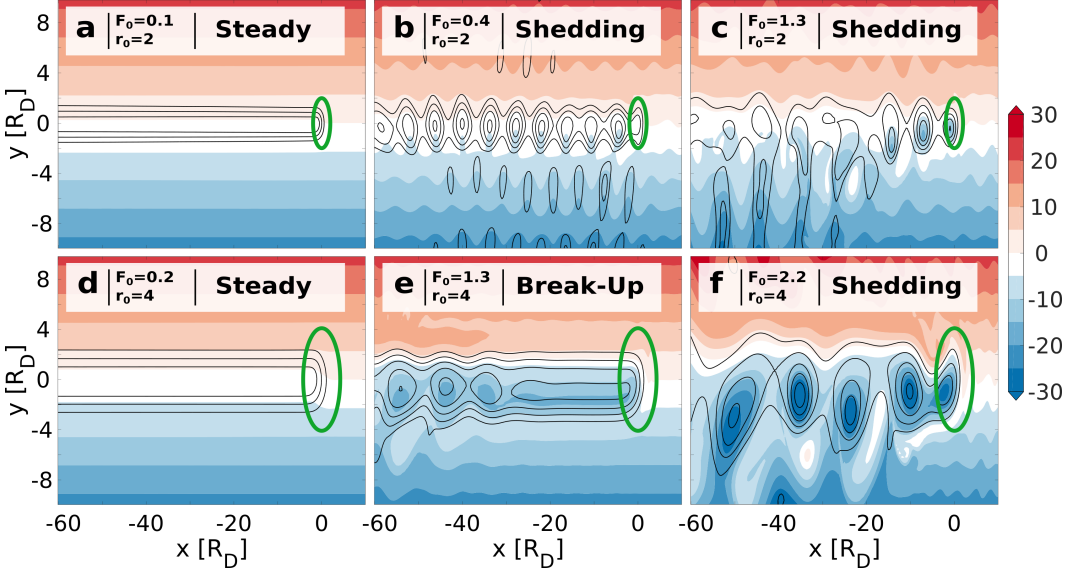 a F₀=0.1 r₀=2 Steady
b F₀=0.4 r₀=2 Shedding
c F₀=1.3 r₀=2 Shedding
8
4
0
-4
-8
y [R_D]
d F₀=0.2 r₀=4 Steady
e F₀=1.3 r₀=4 Break-Up
f F₀=2.2 r₀=4 Shedding
8
4
0
-4
-8
y [R_D]
-60 -40 -20 0
-60 -40 -20 0
-60 -40 -20 0
x [R_D]
x [R_D]
x [R_D]
30
20
10
0
-10
-20
-30